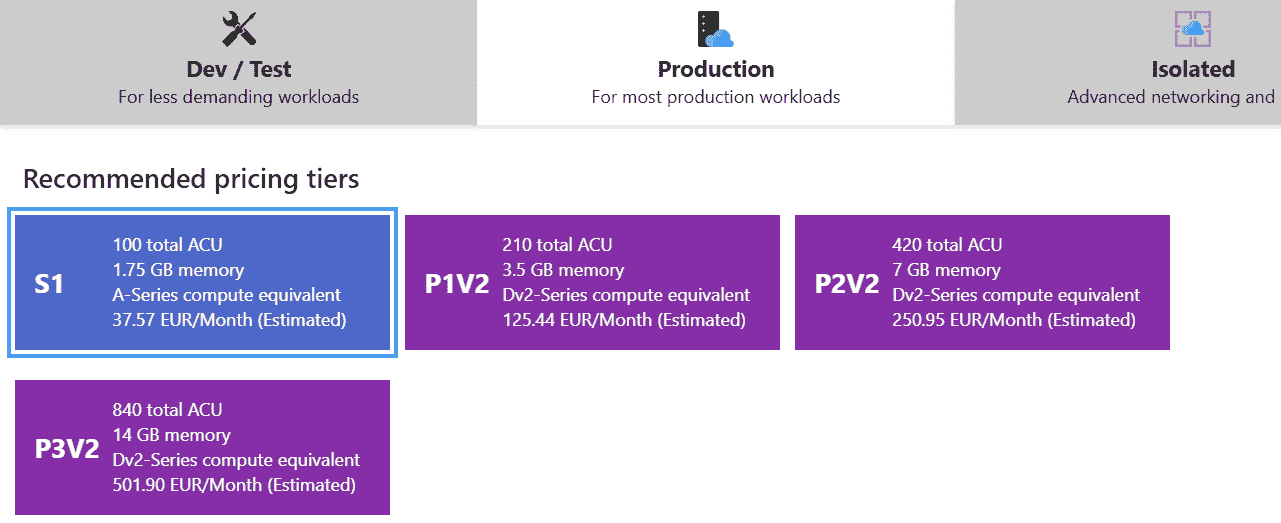 Dev / Test
For less demanding workloads
Production
For most production workloads
Isolated
Advanced networking and
Recommended pricing tiers
S1
100 total ACU
1.75 GB memory
A-Series compute equivalent
37.57 EUR/Month (Estimated)
P1V2
210 total ACU
3.5 GB memory
Dv2-Series compute equivalent
125.44 EUR/Month (Estimated)
P2V2
420 total ACU
7 GB memory
Dv2-Series compute equivalent
250.95 EUR/Month (Estimated)
P3V2
840 total ACU
14 GB memory
Dv2-Series compute equivalent
501.90 EUR/Month (Estimated)